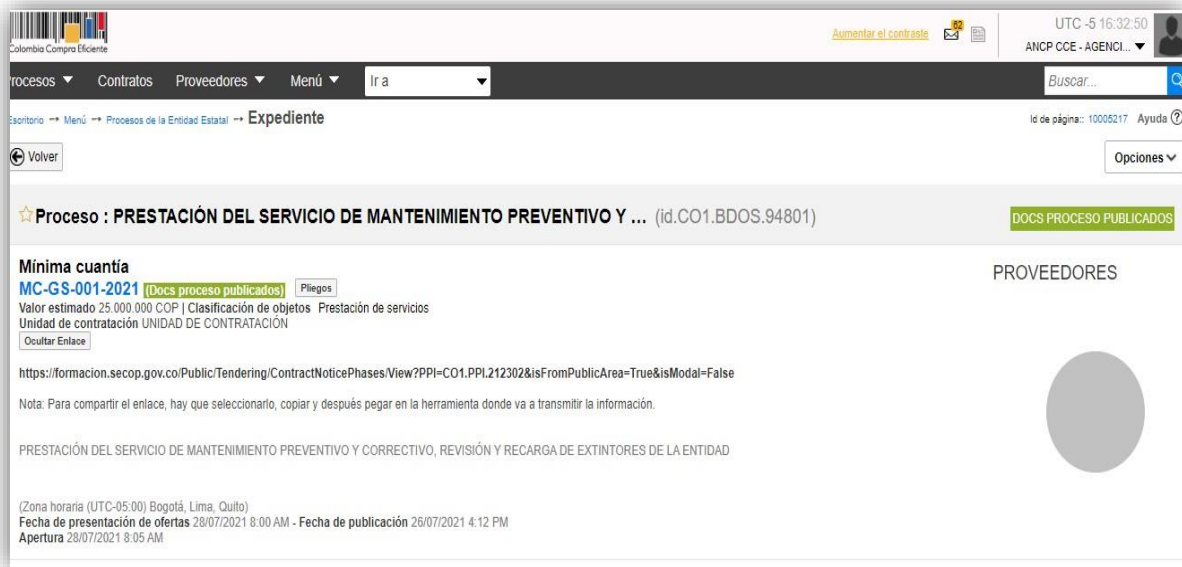 Colombia Compra Eficiente
Aumentar el contraste 62 UTC -5 16:32:50
ANCP CCE - AGENCI...
rocesos Contratos Proveedores Menú Ir a Buscar...
Escritorio → Menú → Procesos de la Entidad Estatal → Expediente Id de página:: 10005217 Ayuda ?
Volver Opciones
Proceso : PRESTACIÓN DEL SERVICIO DE MANTENIMIENTO PREVENTIVO Y ... (id.CO1.BDOS.94801) DOCS PROCESO PUBLICADOS
Mínima cuantía PROVEEDORES
MC-GS-001-2021 (Docs proceso publicados) Pliegos
Valor estimado 25.000.000 COP | Clasificación de objetos Prestación de servicios
Unidad de contratación UNIDAD DE CONTRATACIÓN
Ocultar Enlace
https://formacion.secop.gov.co/Public/Tendering/ContractNoticePhases/View?PPI=CO1.PPI.212302&isFromPublicArea=True&isModal=False
Nota: Para compartir el enlace, hay que seleccionarlo, copiar y después pegar en la herramienta donde va a transmitir la información.
PRESTACIÓN DEL SERVICIO DE MANTENIMIENTO PREVENTIVO Y CORRECTIVO, REVISIÓN Y RECARGA DE EXTINTORES DE LA ENTIDAD
(Zona horaria (UTC-05:00) Bogotá, Lima, Quito)
Fecha de presentación de ofertas 28/07/2021 8:00 AM - Fecha de publicación 26/07/2021 4:12 PM
Apertura 28/07/2021 8:05 AM